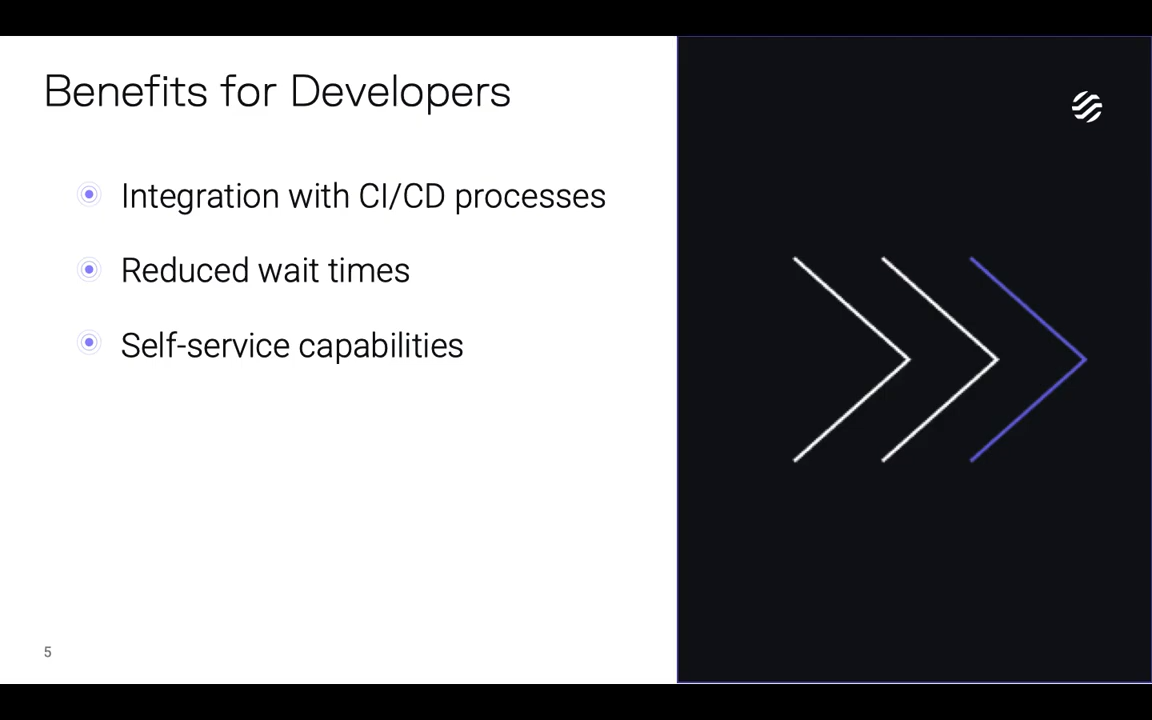 Benefits for Developers
Integration with CI/CD processes
Reduced wait times
Self-service capabilities
5